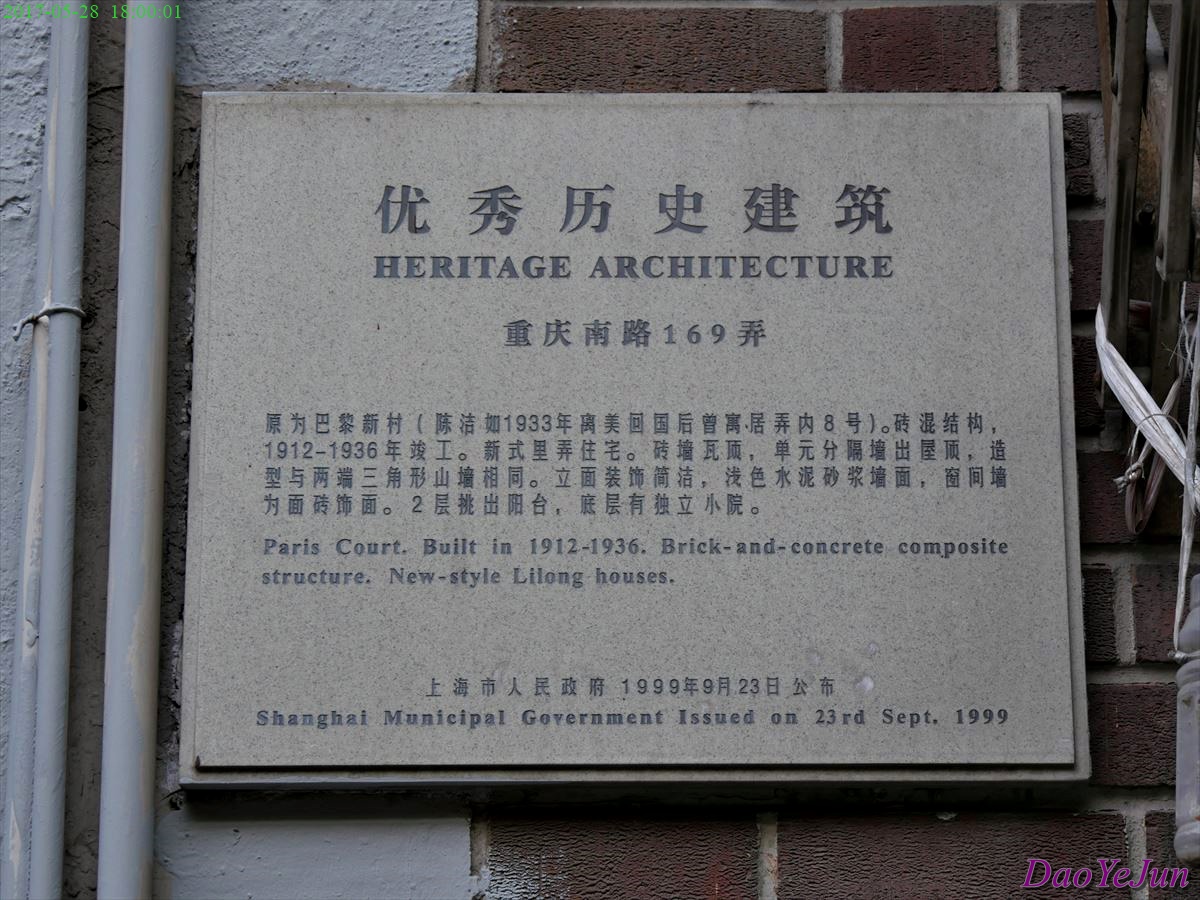 2017-05-28 18:00:01
优秀历史建筑
HERITAGE ARCHITECTURE
重庆南路169弄
原为巴黎新村(陈洁如1933年离美回国后曾寓居弄内8号)。砖混结构，
1912-1936年竣工。新式里弄住宅。砖墙瓦顶，单元分隔墙出屋顶，造
型与两端三角形山墙相同。立面装饰简洁，浅色水泥砂浆墙面，窗间墙
为面砖饰面。2层挑出阳台，底层有独立小院。
Paris Court. Built in 1912-1936. Brick-and-concrete composite
structure. New-style Lilong houses.
上海市人民政府 1999年9月23日公布
Shanghai Municipal Government Issued on 23rd Sept. 1999
DaoYeJun